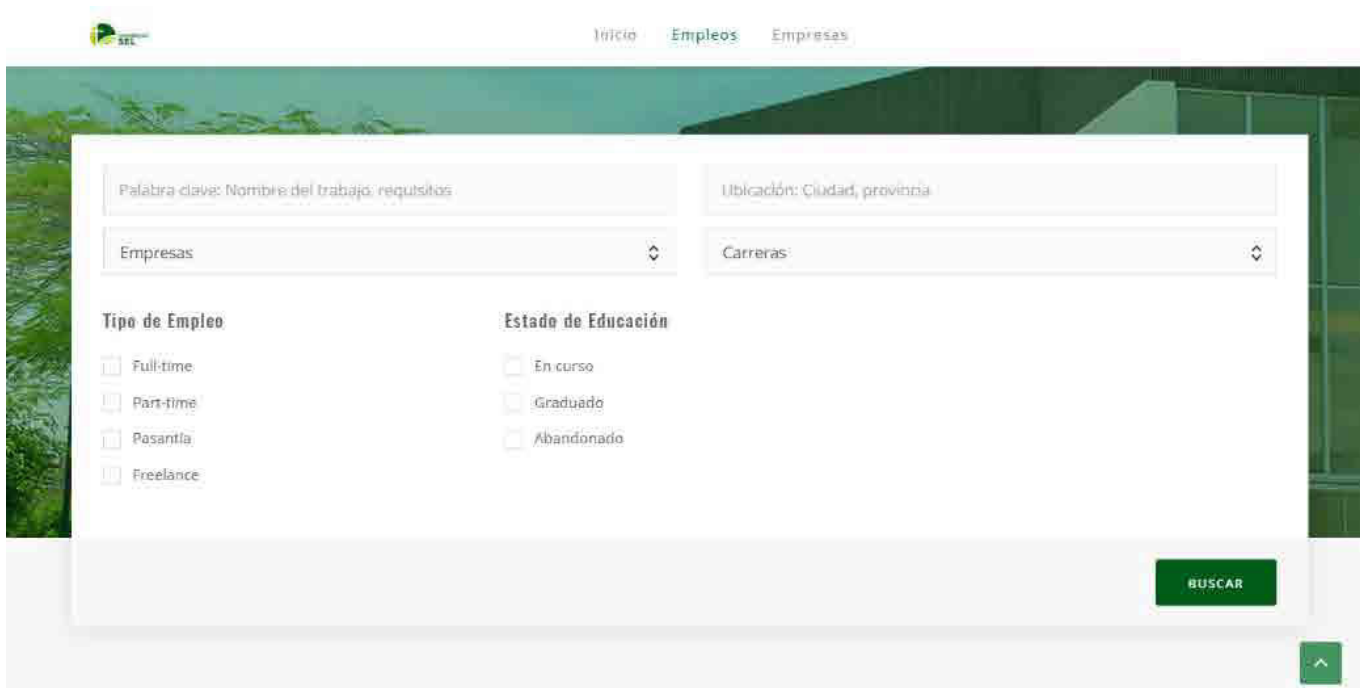 SEL
Inicio Empleos Empresas
Palabra clave: Nombre del trabajo, requisitos
Ubicación: Ciudad, provincia
Empresas
Carreras
Tipo de Empleo
Estado de Educación
Full-time
En curso
Part-time
Graduado
Pasantía
Abandonado
Freelance
BUSCAR